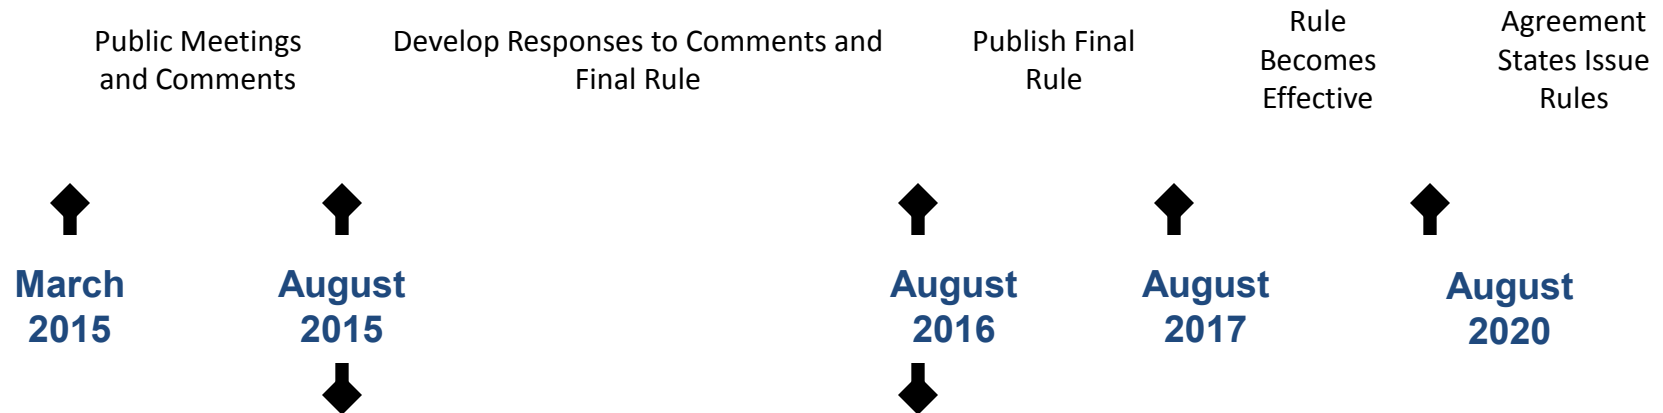 Public Meetings
and Comments
Develop Responses to Comments and
Final Rule
Publish Final
Rule
Rule
Becomes
Effective
Agreement
States Issue
Rules
March
2015
August
2015
August
2016
August
2017
August
2020